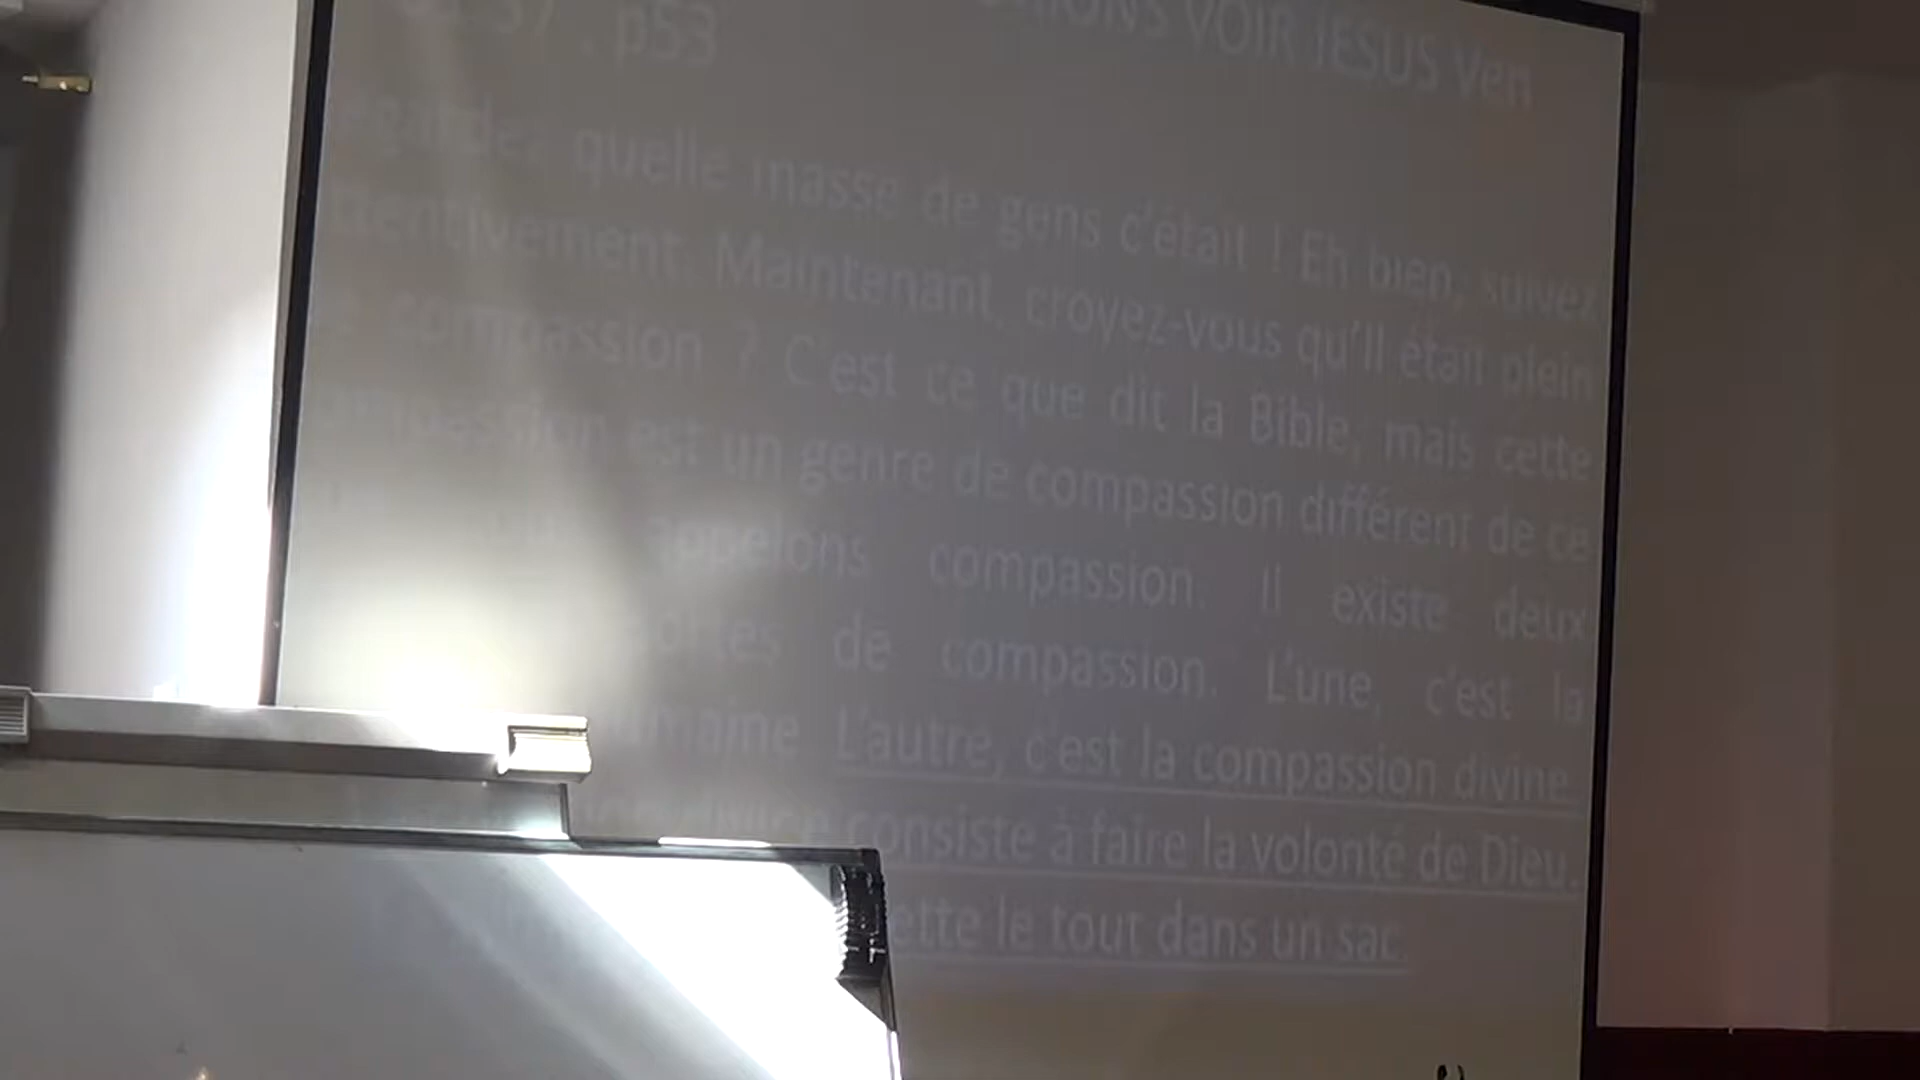 57 . p53 VOIR JESUS Ven
quelle masse de gens c'était ! Eh bien, suivez
Maintenant, croyez-vous qu'Il était plein
compassion ? C'est ce que dit la Bible, mais cette
est un genre de compassion différent de ce
appelons compassion. Il existe deux
de compassion. L'une, c'est la
L'autre, c'est la compassion divine.
consiste à faire la volonté de Dieu.
le tout dans un sac.